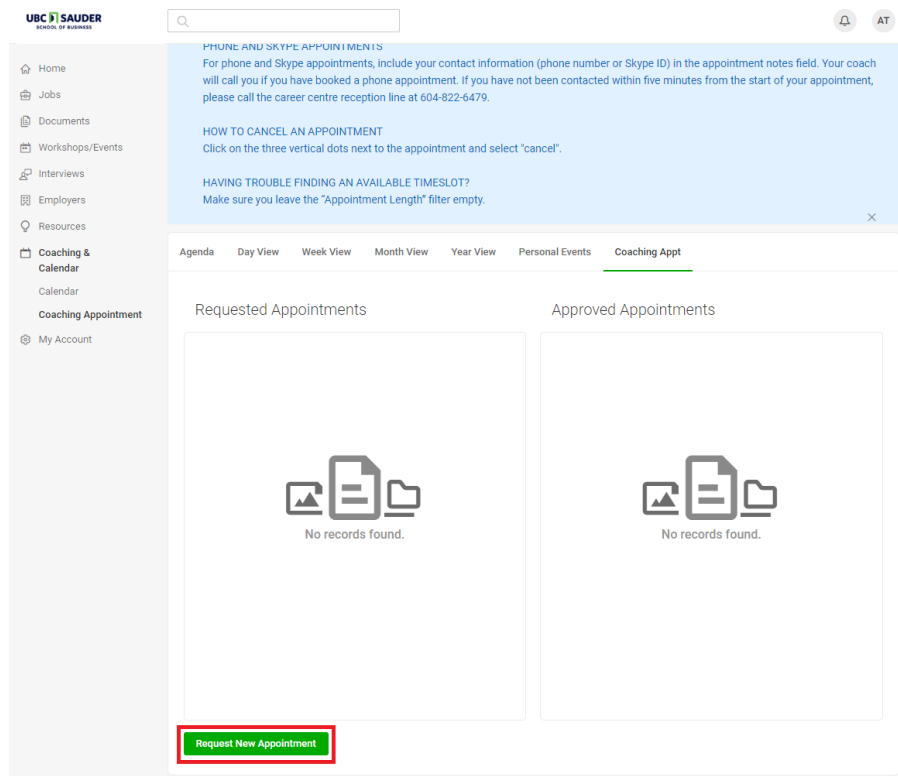 UBC SAUDER
SCHOOL OF BUSINESS
AT
Home
Jobs
Documents
Workshops/Events
Interviews
Employers
Resources
Coaching &
Calendar
Calendar
Coaching Appointment
My Account
PHONE AND SKYPE APPOINTMENTS
For phone and Skype appointments, include your contact information (phone number or Skype ID) in the appointment notes field. Your coach
will call you if you have booked a phone appointment. If you have not been contacted within five minutes from the start of your appointment,
please call the career centre reception line at 604-822-6479.
HOW TO CANCEL AN APPOINTMENT
Click on the three vertical dots next to the appointment and select "cancel".
HAVING TROUBLE FINDING AN AVAILABLE TIMESLOT?
Make sure you leave the “Appointment Length” filter empty.
Agenda Day View Week View Month View Year View Personal Events Coaching Appt
Requested Appointments
No records found.
Approved Appointments
No records found.
Request New Appointment